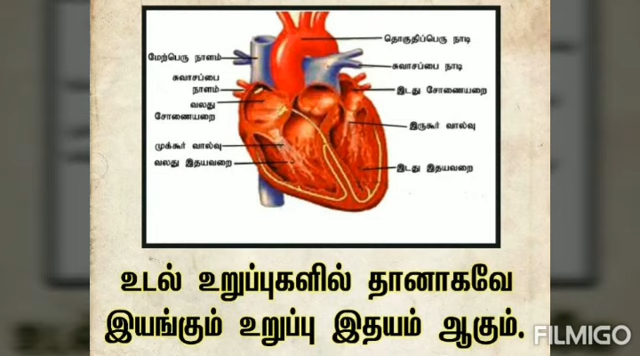 மேற்பெரு நாளம்
சுவாசப்பை
நாளம்
வலது
சோணையறை
முக்கூர் வால்வு
வலது இதயவறை
தொகுதிப்பெரு நாடி
சுவாசப்பை நாடி
இடது சோணையறை
இருகூர் வால்வு
இடது இதயவறை
உடல் உறுப்புகளில் தானாகவே
இயங்கும் உறுப்பு இதயம் ஆகும்.
FILMIGO